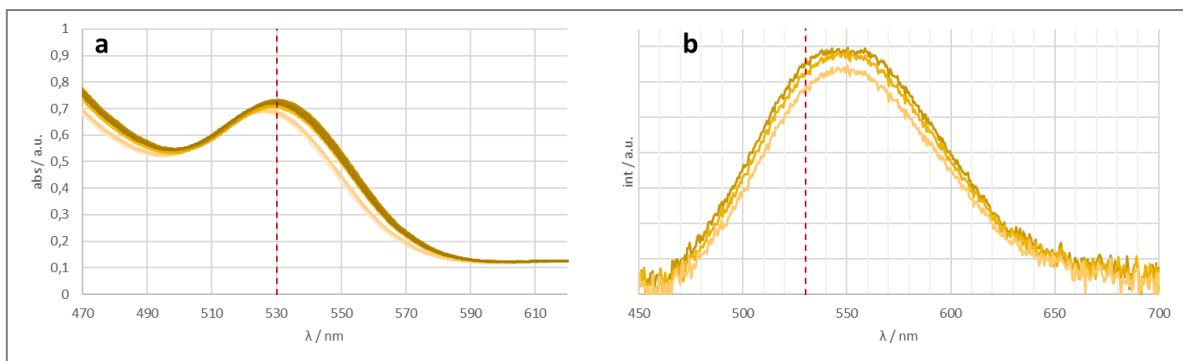 a
abs / a.u.
1
0,9
0,8
0,7
0,6
0,5
0,4
0,3
0,2
0,1
0
470 490 510 530 550 570 590 610
λ / nm
b
int / a.u.
450 500 550 600 650 700
λ / nm